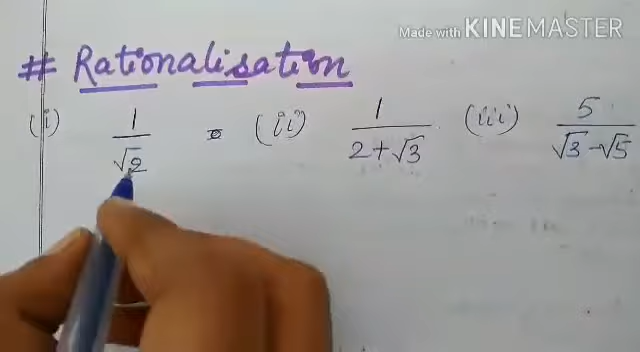 Made with KINEMASTER
# Rationalisation
(i) 1/√2 = (ii) 1/(2+√3) (iii) 5/(√3-√5)